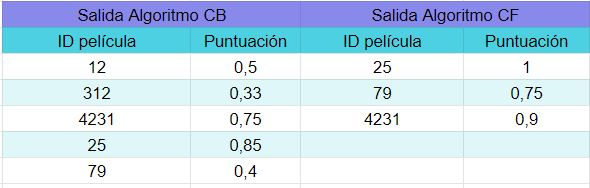 Salida Algoritmo CB Salida Algoritmo CF
ID película Puntuación ID película Puntuación
12 0,5 25 1
312 0,33 79 0,75
4231 0,75 4231 0,9
25 0,85
79 0,4